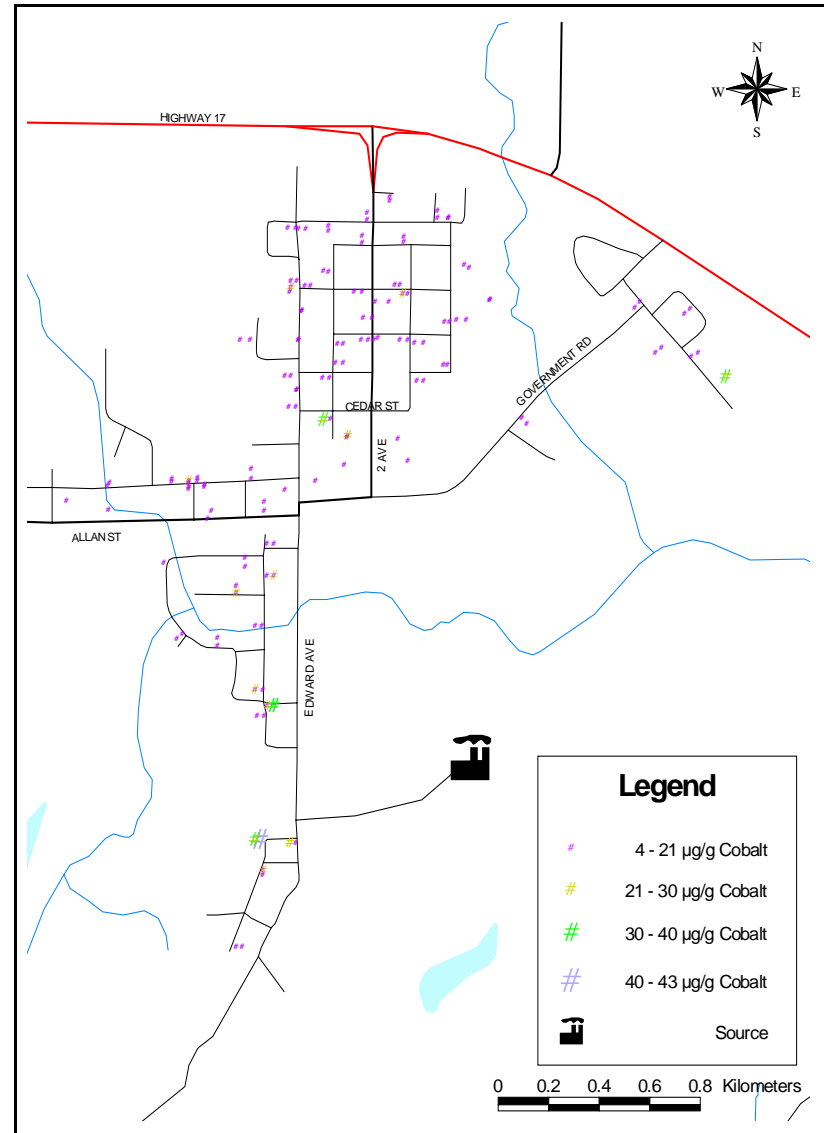 N
W E
S
HIGHWAY 17
GOVERNMENT RD
CEDAR ST
2 AVE
ALLAN ST
EDWARD AVE
Legend
# 4 - 21 µg/g Cobalt
# 21 - 30 µg/g Cobalt
# 30 - 40 µg/g Cobalt
# 40 - 43 µg/g Cobalt
Source
0 0.2 0.4 0.6 0.8 Kilometers